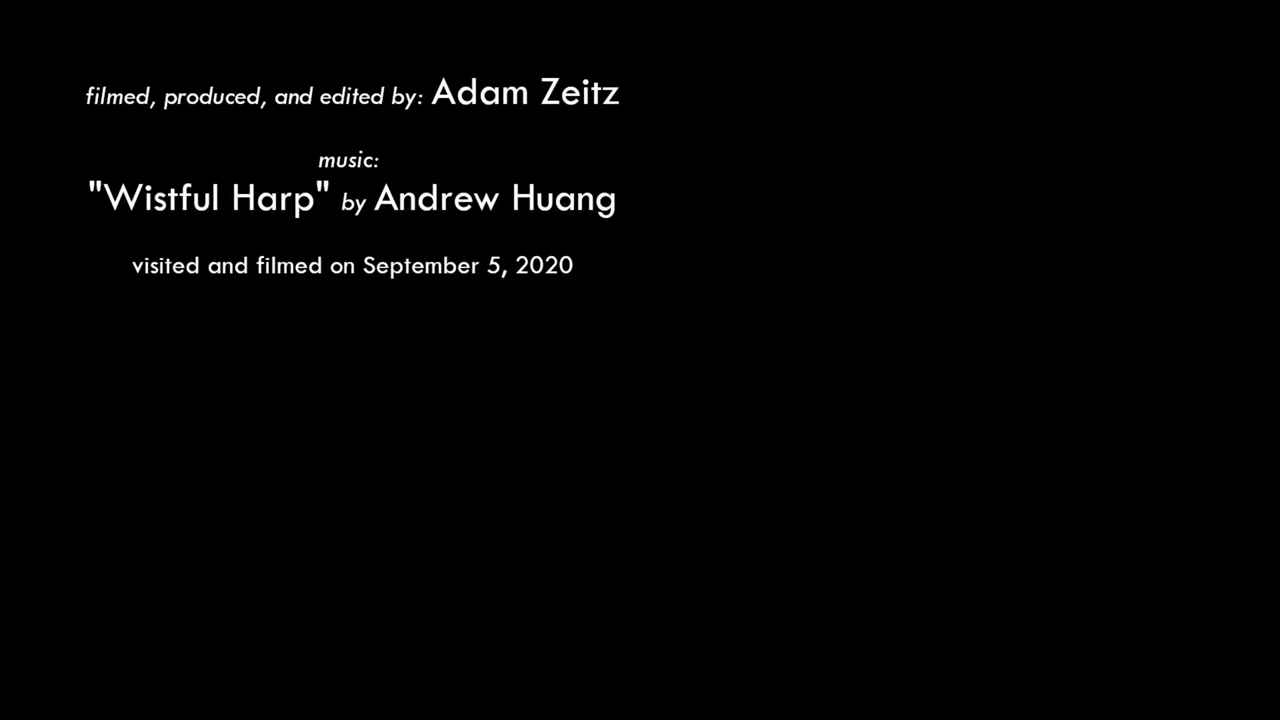 filmed, produced, and edited by: Adam Zeitz
music:
"Wistful Harp" by Andrew Huang
visited and filmed on September 5, 2020